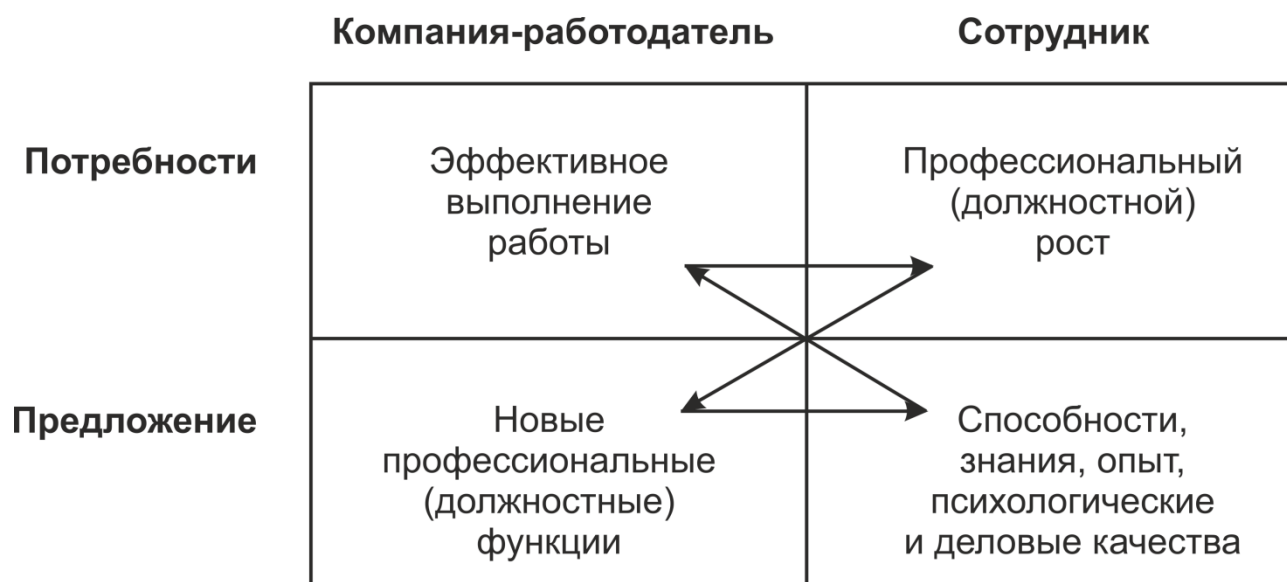 Компания-работодатель Сотрудник
Потребности
Эффективное
выполнение
работы
Профессиональный
(должностной)
рост
Предложение
Новые
профессиональные
(должностные)
функции
Способности,
знания, опыт,
психологические
и деловые качества